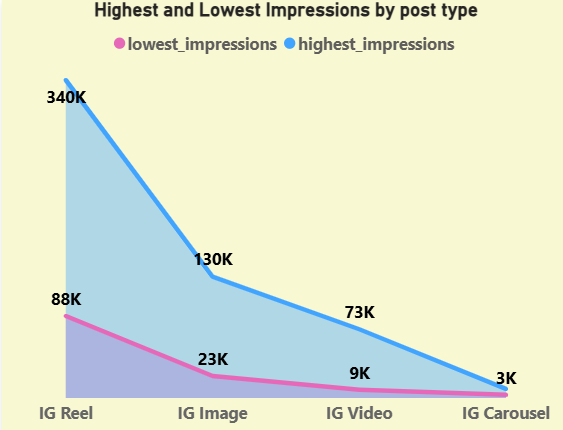 Highest and Lowest Impressions by post type
lowest_impressions highest_impressions
340K
130K
88K
73K
23K
9K
3K
IG Reel IG Image IG Video IG Carousel